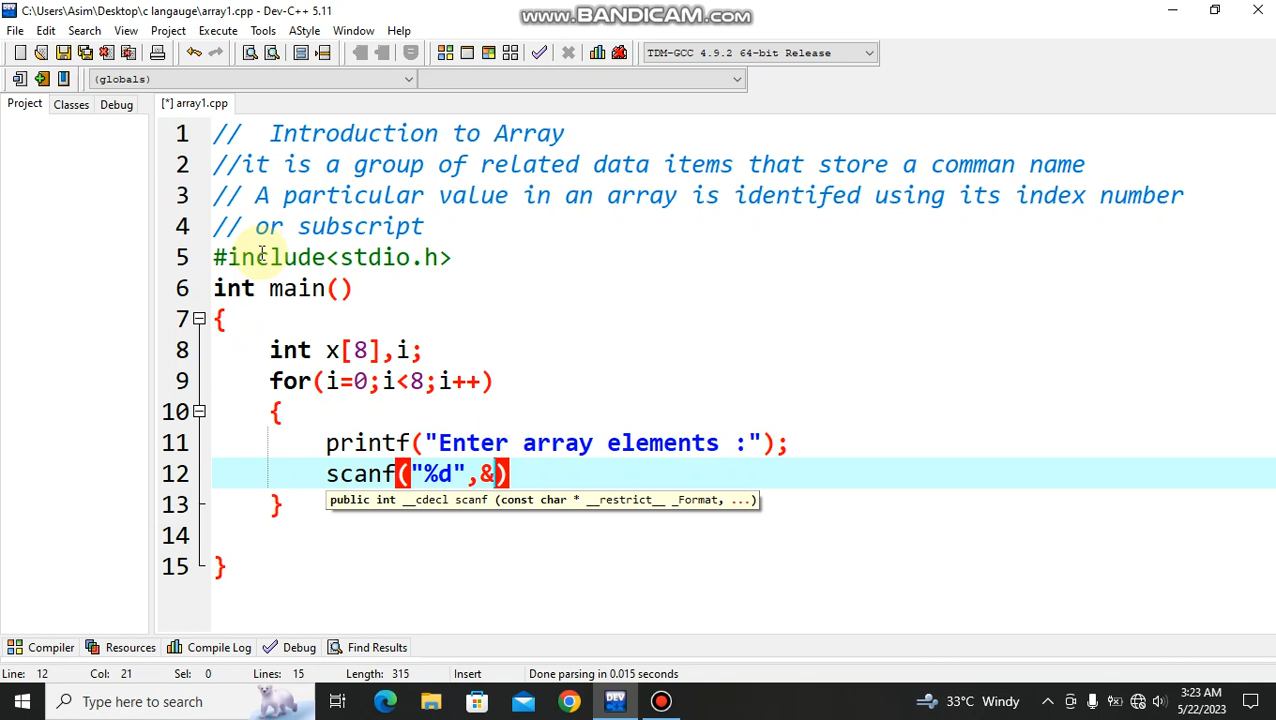 C:\Users\Asim\Desktop\c langauge\array1.cpp - Dev-C++ 5.11
www.BANDICAM.com
File Edit Search View Project Execute Tools AStyle Window Help
TDM-GCC 4.9.2 64-bit Release
(globals)
Project Classes Debug [*] array1.cpp
1 //  Introduction to Array
2 //it is a group of related data items that store a comman name
3 // A particular value in an array is identifed using its index number
4 // or subscript
5 #include<stdio.h>
6 int main()
7 {
8 int x[8],i;
9 for(i=0;i<8;i++)
10 {
11 printf("Enter array elements :");
12 scanf("%d",&)
public int __cdecl scanf (const char * __restrict__ _Format, ...)
13 }
14
15 }
Compiler Resources Compile Log Debug Find Results
Line: 12 Col: 21 Sel: 0 Lines: 15 Length: 315 Insert Done parsing in 0.015 seconds
Type here to search
DEV
33°C Windy
3:23 AM
5/22/2023